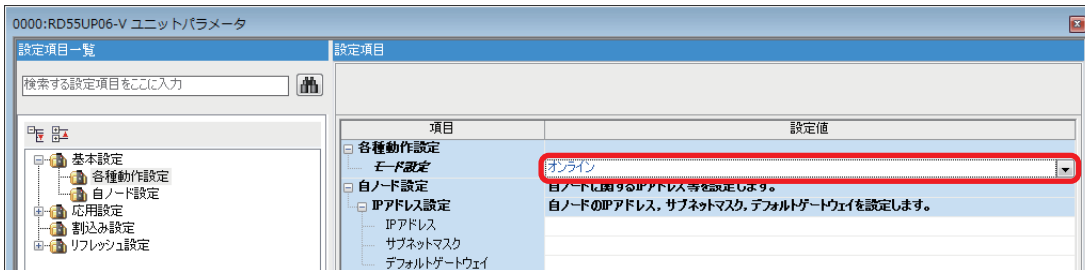 0000:RD55UP06-V ユニットパラメータ
設定項目一覧
検索する設定項目をここに入力
基本設定
各種動作設定
自ノード設定
応用設定
割込み設定
リフレッシュ設定
設定項目
項目 設定値
各種動作設定
モード設定 オンライン
自ノード設定 自ノードに関するIPアドレス等を設定します。
IPアドレス設定 自ノードのIPアドレス，サブネットマスク，デフォルトゲートウェイを設定します。
IPアドレス
サブネットマスク
デフォルトゲートウェイ